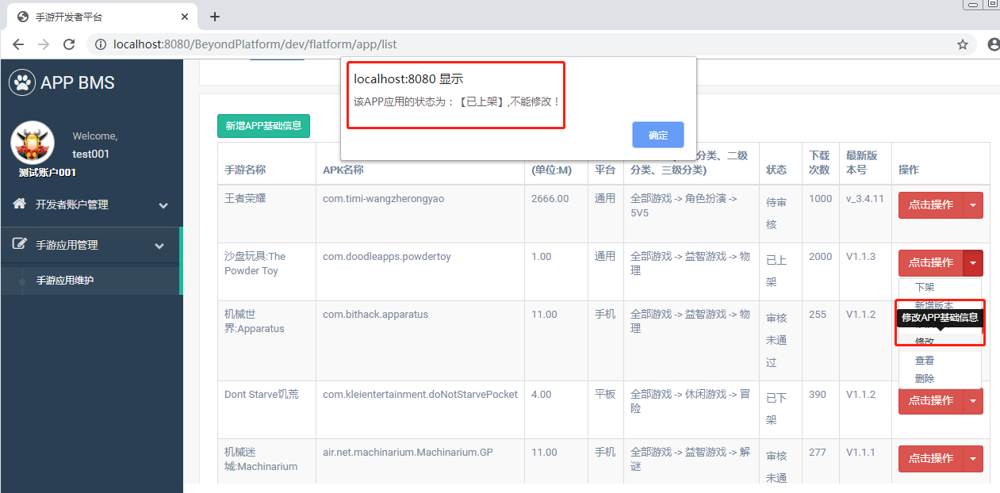 手游开发者平台
localhost:8080/BeyondPlatform/dev/flatform/app/list
APP BMS
Welcome,
test001
测试账户001
开发者账户管理
手游应用管理
手游应用维护
localhost:8080 显示
该APP应用的状态为：【已上架】,不能修改！
确定
新增APP基础信息
手游名称
APK名称
(单位:M)
平台
分类、二级
分类、三级分类)
状态
下载
次数
最新版
本号
操作
王者荣耀
com.timi-wangzherongyao
2666.00
通用
全部游戏 -> 角色扮演 ->
5V5
待审
核
1000
v_3.4.11
点击操作
沙盘玩具:The
Powder Toy
com.doodleapps.powdertoy
1.00
通用
全部游戏 -> 益智游戏 -> 物
理
已上
架
2000
V1.1.3
点击操作
下架
新增版本
修改APP基础信息
修改
查看
删除
机械世
界:Apparatus
com.bithack.apparatus
11.00
手机
全部游戏 -> 益智游戏 -> 物
理
审核
未通
过
255
V1.1.2
Dont Starve饥荒
com.kleientertainment.doNotStarvePocket
4.00
平板
全部游戏 -> 休闲游戏 -> 冒
险
已下
架
390
V1.1.2
点击操作
机械迷
城:Machinarium
air.net.machinarium.Machinarium.GP
11.00
手机
全部游戏 -> 益智游戏 -> 解
谜
审核
未通
277
V1.1.1
点击操作